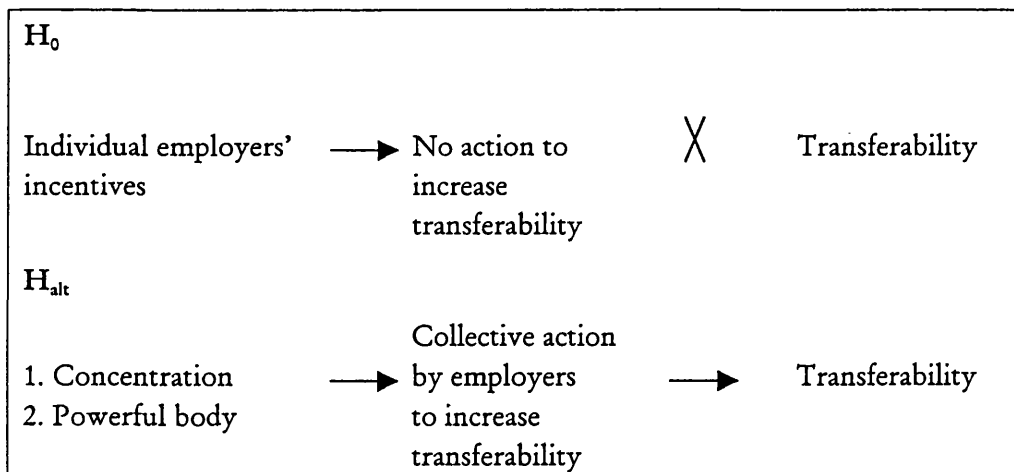 H₀
Individual employers' → No action to X Transferability
incentives increase
transferability
H_alt
Collective action
1. Concentration → by employers → Transferability
2. Powerful body to increase
transferability